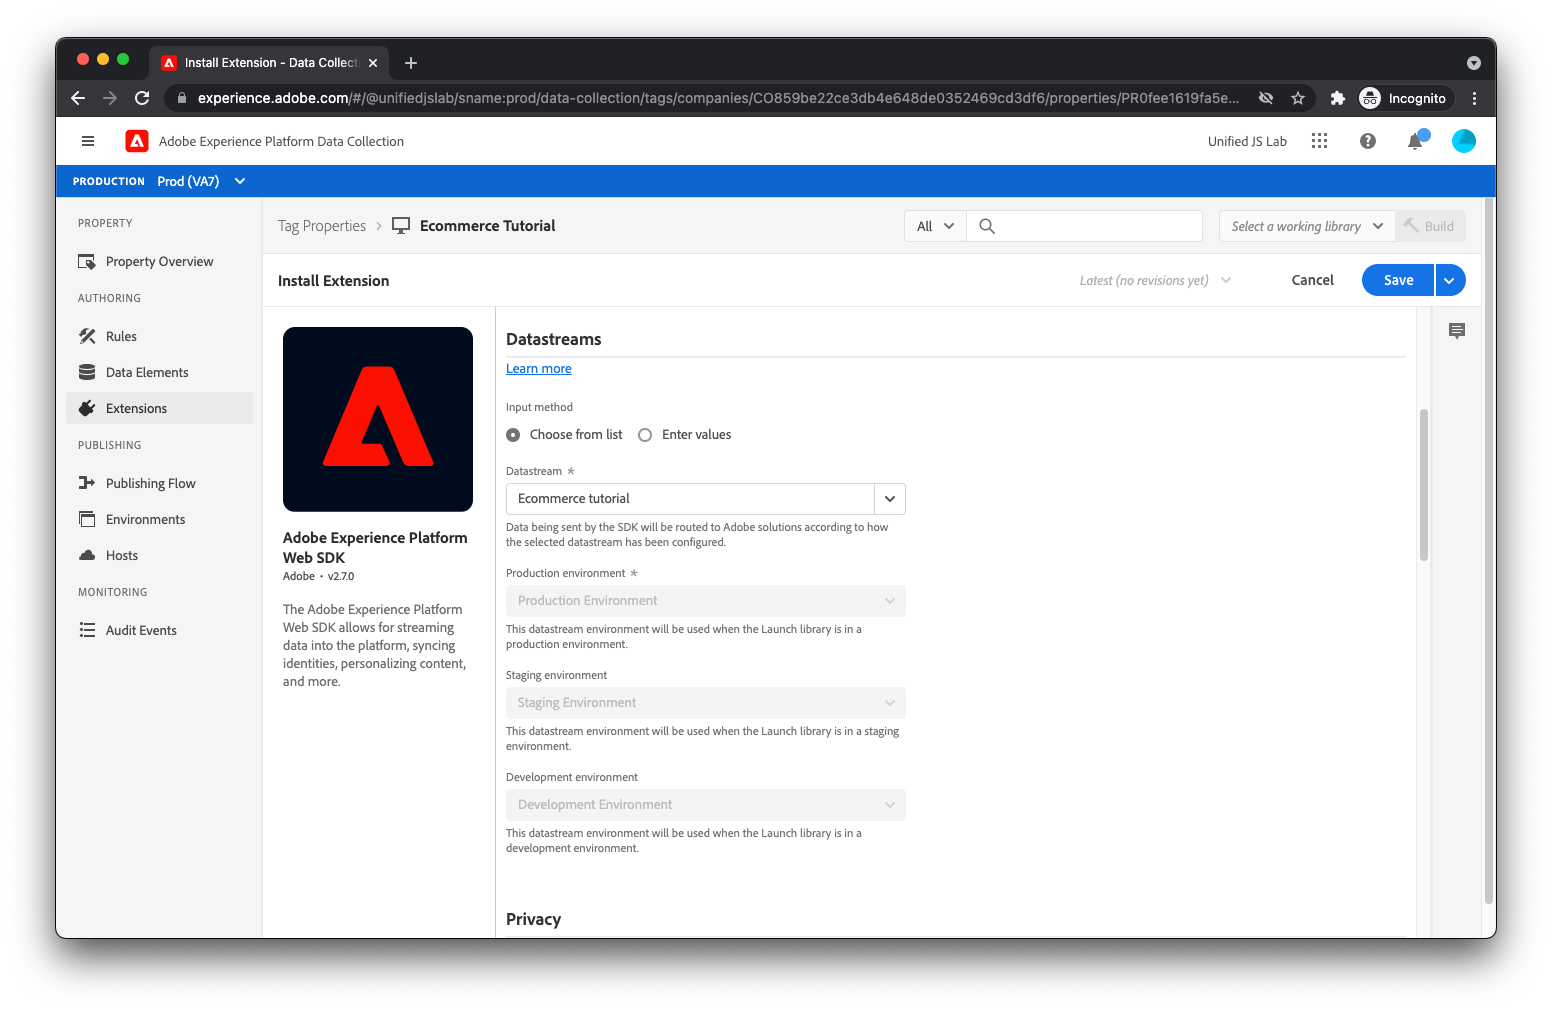 Install Extension - Data Collect
experience.adobe.com/#/@unifiedjslab/sname:prod/data-collection/tags/companies/CO859be22ce3db4e648de0352469cd3df6/properties/PR0fee1619fa5e...
Incognito
Adobe Experience Platform Data Collection
Unified JS Lab
PRODUCTION Prod (VA7)
PROPERTY
Property Overview
AUTHORING
Rules
Data Elements
Extensions
PUBLISHING
Publishing Flow
Environments
Hosts
MONITORING
Audit Events
Tag Properties > Ecommerce Tutorial
All
Select a working library
Build
Install Extension
Latest (no revisions yet)
Cancel
Save
Adobe Experience Platform
Web SDK
Adobe • v2.7.0
The Adobe Experience Platform
Web SDK allows for streaming
data into the platform, syncing
identities, personalizing content,
and more.
Datastreams
Learn more
Input method
Choose from list
Enter values
Datastream *
Ecommerce tutorial
Data being sent by the SDK will be routed to Adobe solutions according to how
the selected datastream has been configured.
Production environment *
Production Environment
This datastream environment will be used when the Launch library is in a
production environment.
Staging environment
Staging Environment
This datastream environment will be used when the Launch library is in a staging
environment.
Development environment
Development Environment
This datastream environment will be used when the Launch library is in a
development environment.
Privacy